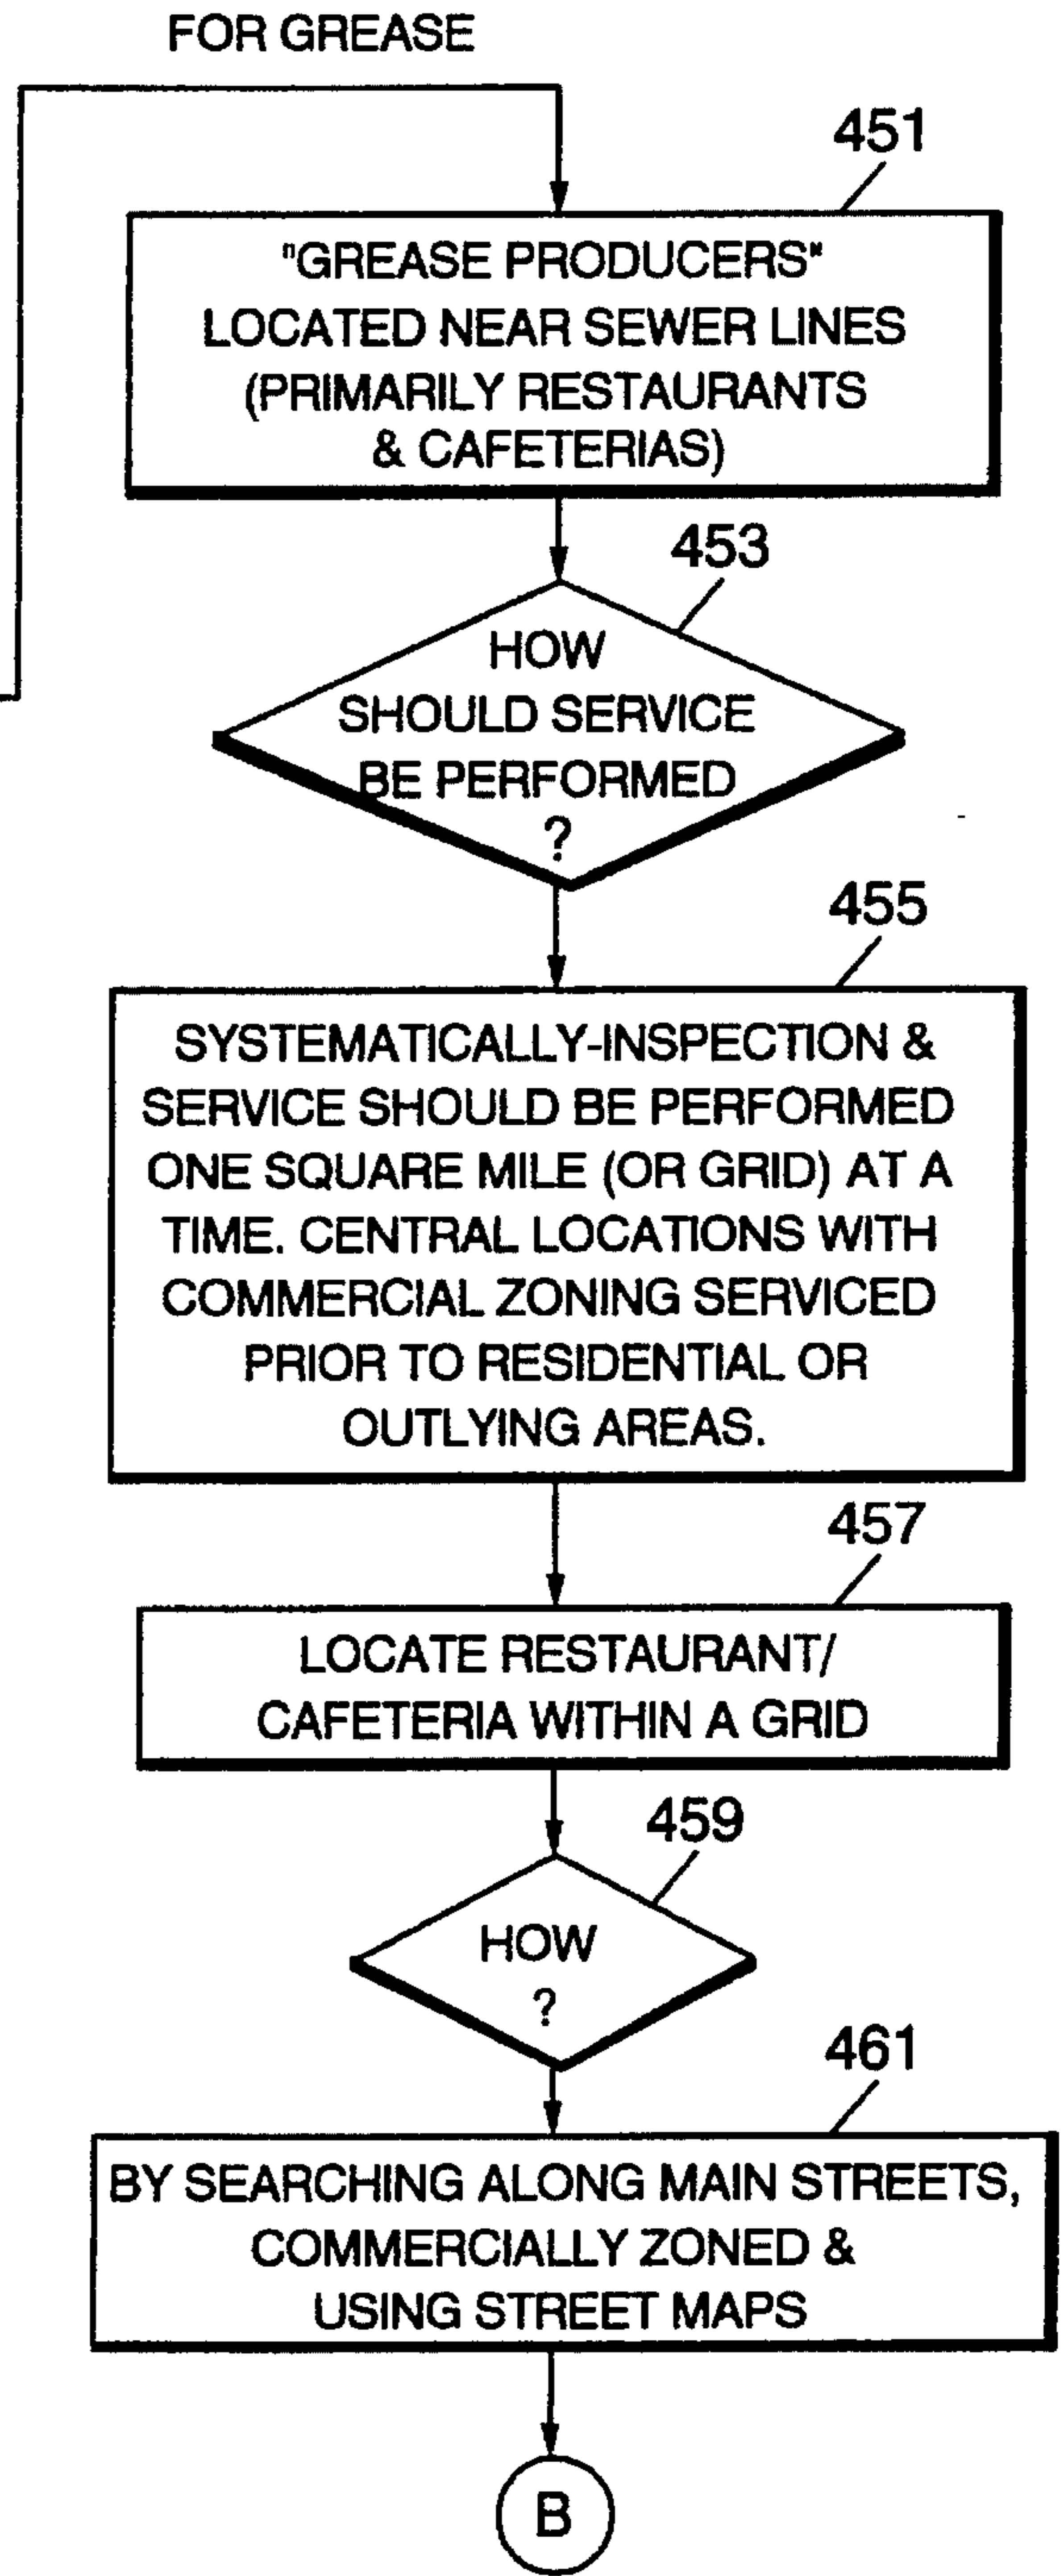 FOR GREASE
451
"GREASE PRODUCERS"
LOCATED NEAR SEWER LINES
(PRIMARILY RESTAURANTS
& CAFETERIAS)
453
HOW
SHOULD SERVICE
BE PERFORMED
?
455
SYSTEMATICALLY-INSPECTION &
SERVICE SHOULD BE PERFORMED
ONE SQUARE MILE (OR GRID) AT A
TIME. CENTRAL LOCATIONS WITH
COMMERCIAL ZONING SERVICED
PRIOR TO RESIDENTIAL OR
OUTLYING AREAS.
457
LOCATE RESTAURANT/
CAFETERIA WITHIN A GRID
459
HOW
?
461
BY SEARCHING ALONG MAIN STREETS,
COMMERCIALLY ZONED &
USING STREET MAPS
B